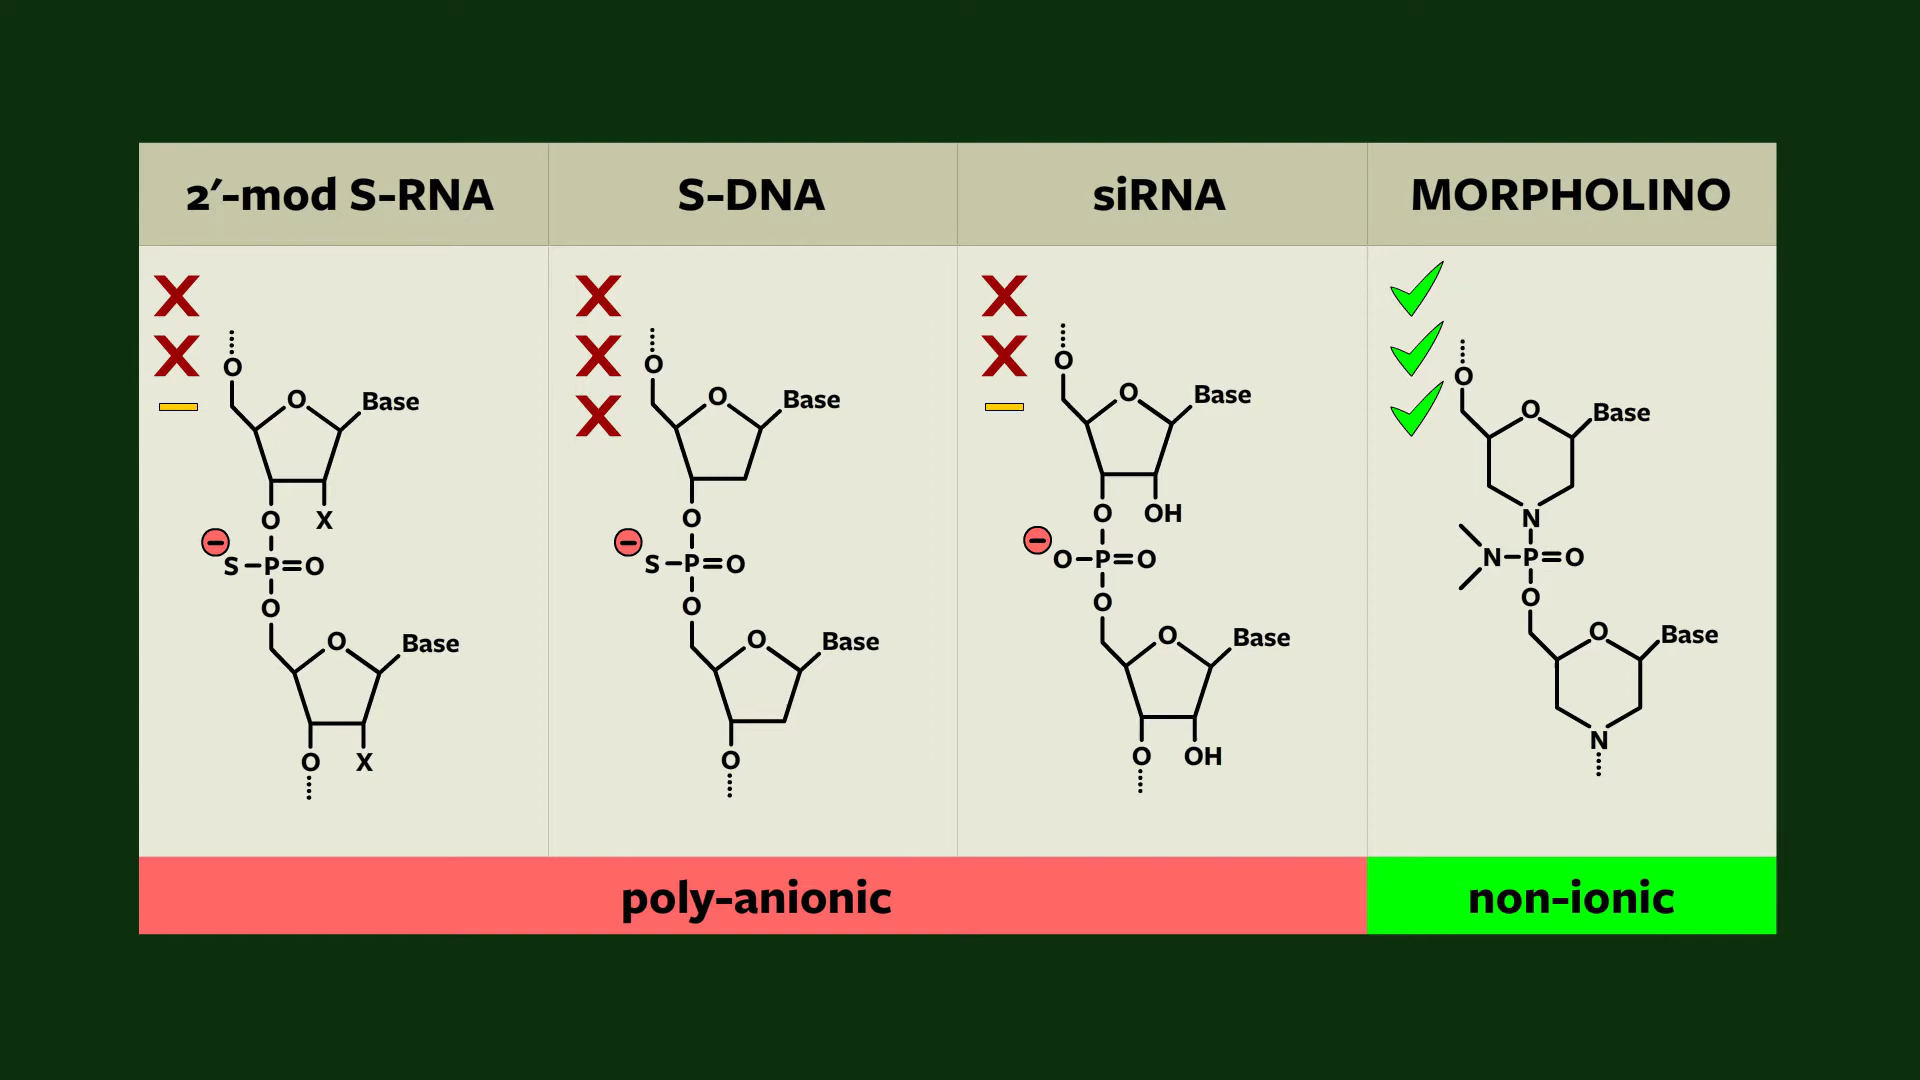 2′-mod S-RNA
S-DNA
siRNA
MORPHOLINO
X
X
O
O
Base
O
X
S–P=O
O
O
Base
O
X
X
X
X
O
O
Base
O
S–P=O
O
O
Base
O
X
X
O
O
Base
O
OH
O–P=O
O
O
Base
O
OH
O
O
Base
N
N–P=O
O
O
Base
N
poly-anionic
non-ionic